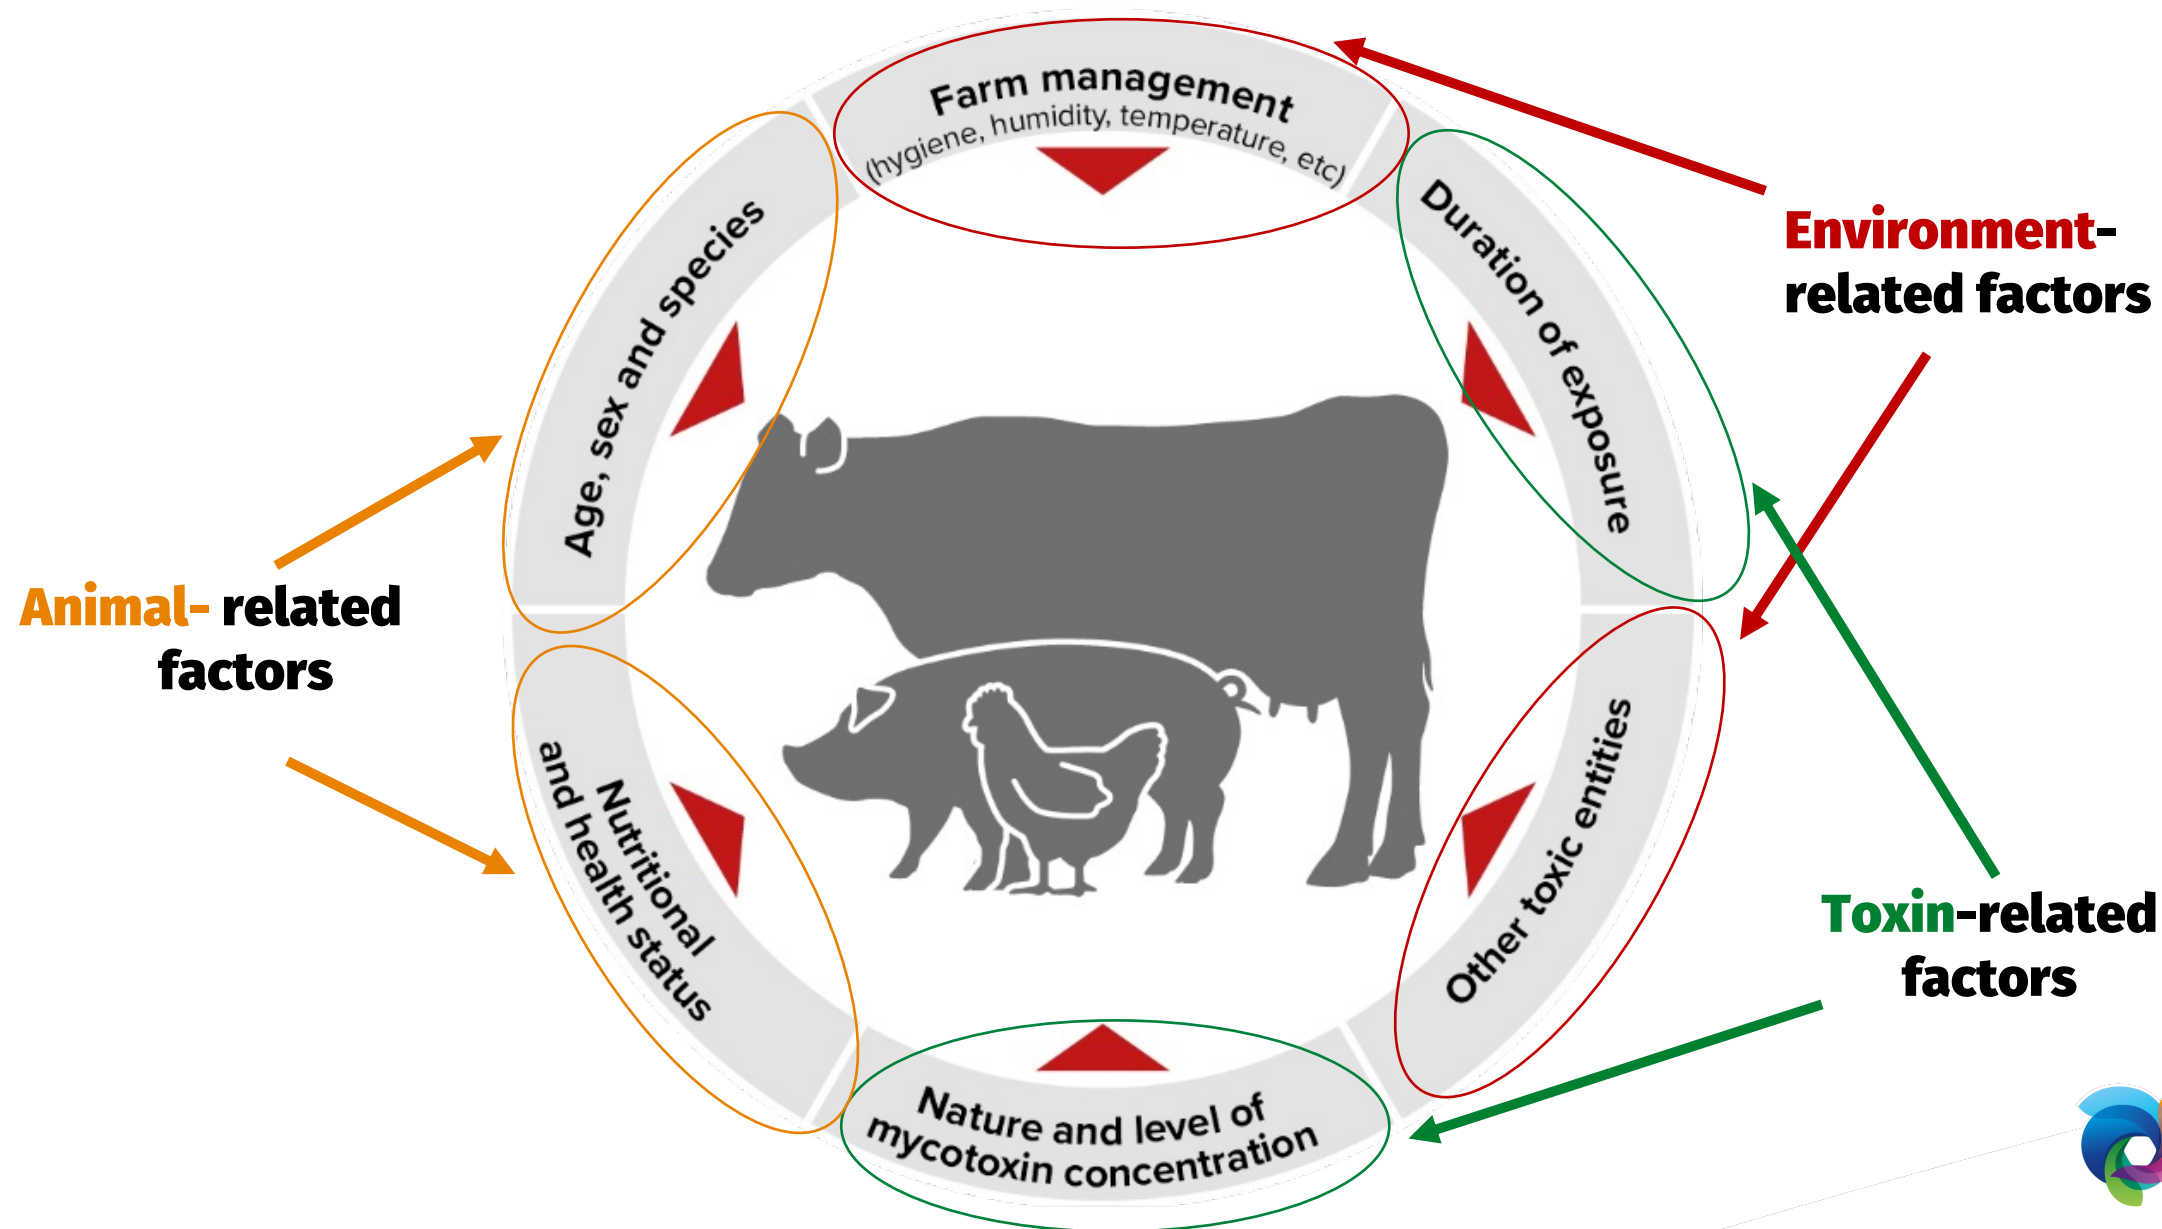 Farm management
(hygiene, humidity, temperature, etc)
Duration of exposure
Other toxic entities
Nature and level of
mycotoxin concentration
Nutritional
and health status
Age, sex and species
Environment-
related factors
Animal- related
factors
Toxin-related
factors